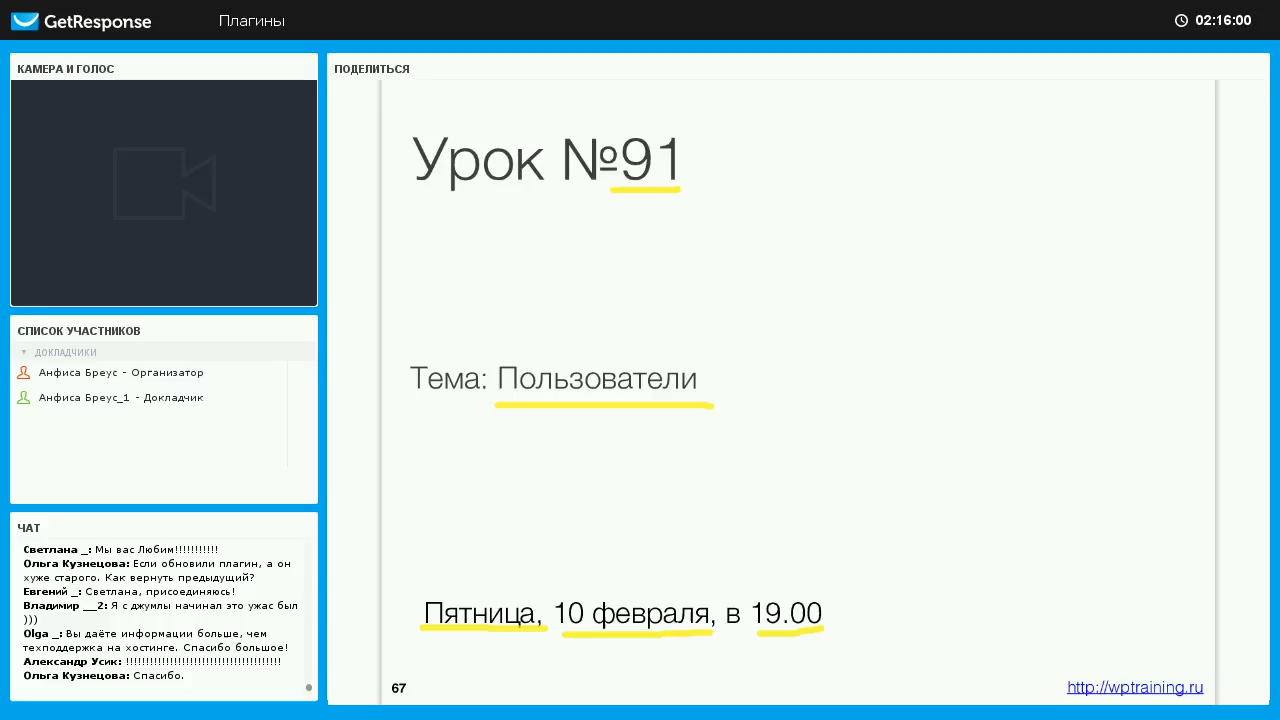 GetResponse
Плагины
02:16:00
КАМЕРА И ГОЛОС
СПИСОК УЧАСТНИКОВ
ДОКЛАДЧИКИ
Анфиса Бреус - Организатор
Анфиса Бреус_1 - Докладчик
ЧАТ
Светлана _: Мы вас Любим!!!!!!!!!!!
Ольга Кузнецова: Если обновили плагин, а он
хуже старого. Как вернуть предыдущий?
Евгений _: Светлана, присоединяюсь!
Владимир __2: Я с джумлы начинал это ужас был
)))
Olga _: Вы даёте информации больше, чем
техподдержка на хостинге. Спасибо большое!
Александр Усик: !!!!!!!!!!!!!!!!!!!!!!!!!!!!!!!!!!!!!!!
Ольга Кузнецова: Спасибо.
ПОДЕЛИТЬСЯ
Урок №91
Тема: Пользователи
Пятница, 10 февраля, в 19.00
67
http://wptraining.ru